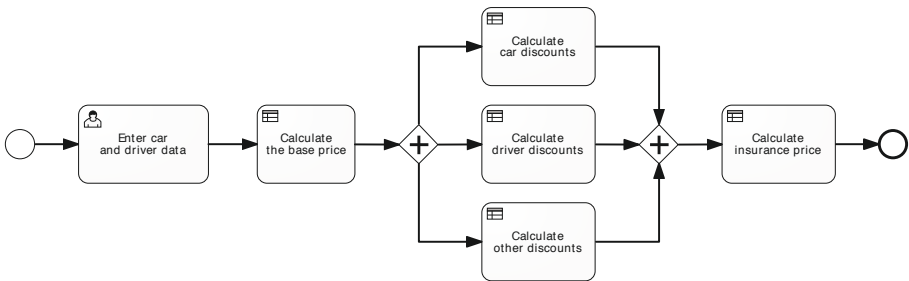 Enter car
and driver data
Calculate
the base price
Calculate
car discounts
Calculate
driver discounts
Calculate
other discounts
Calculate
insurance price